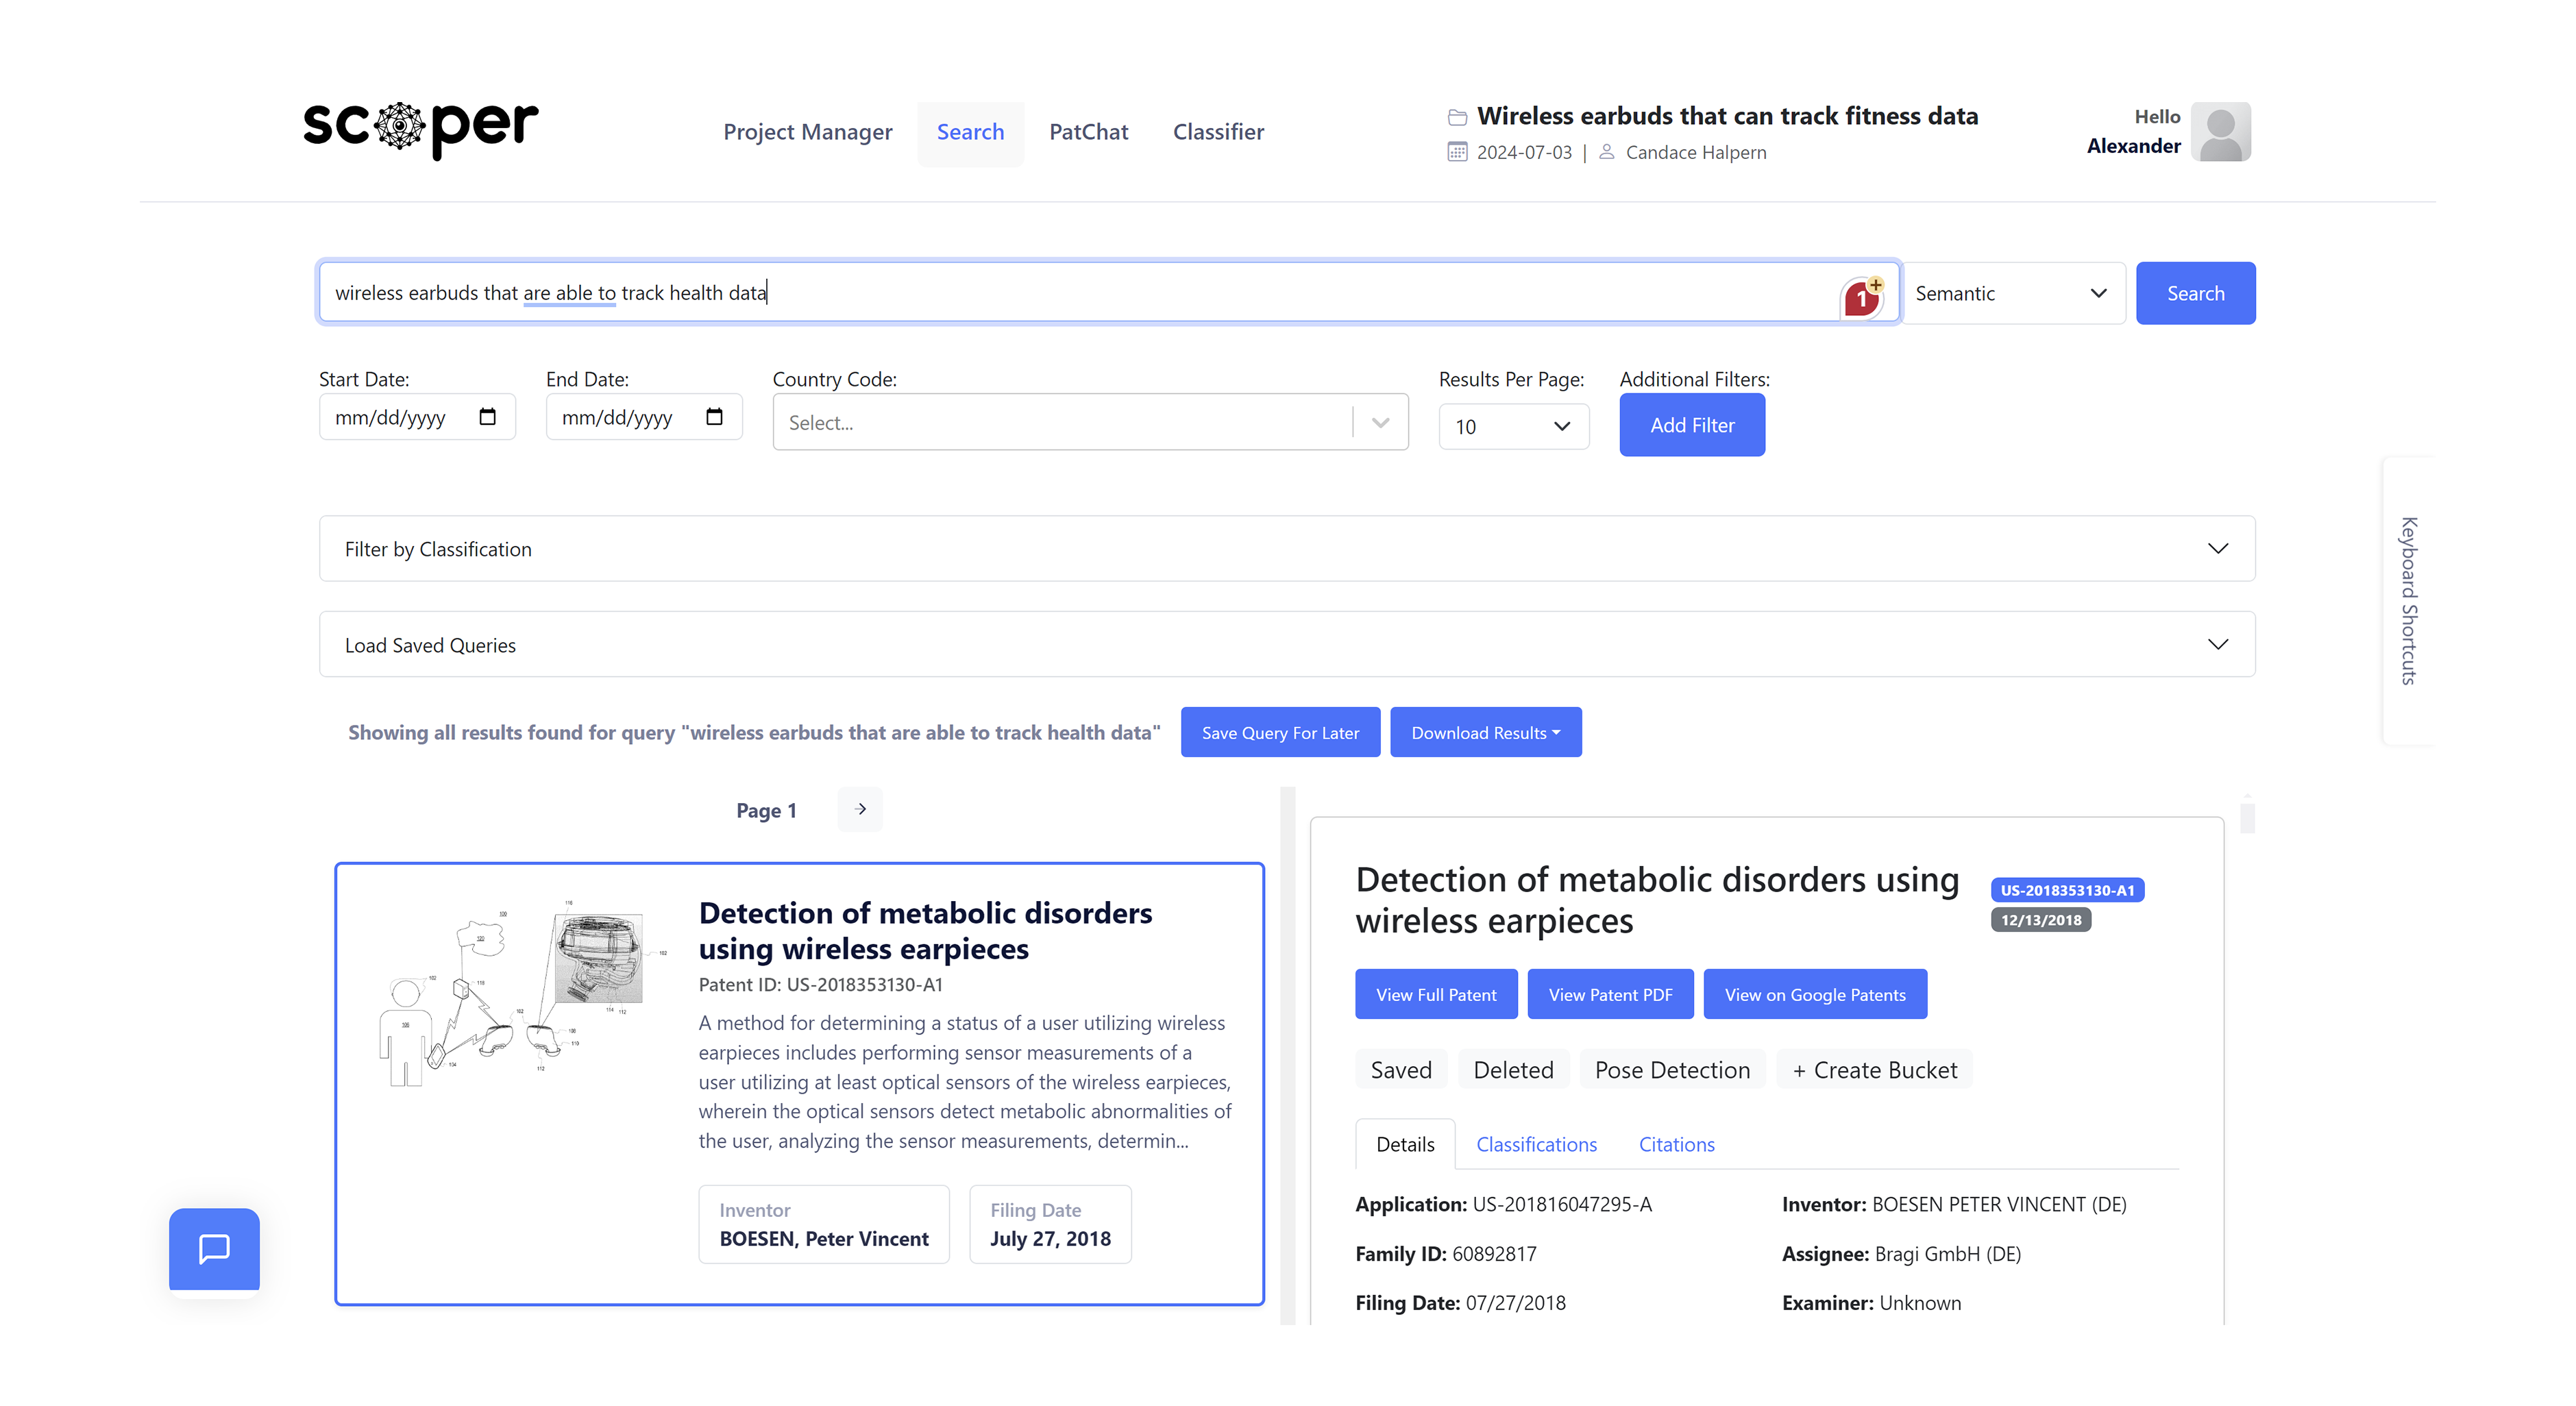 scoper
Project Manager
Search
PatChat
Classifier
Wireless earbuds that can track fitness data
2024-07-03 | Candace Halpern
Hello
Alexander
wireless earbuds that are able to track health data
1
Semantic
Search
Start Date:
End Date:
Country Code:
Results Per Page:
Additional Filters:
mm/dd/yyyy
mm/dd/yyyy
Select...
10
Add Filter
Filter by Classification
Load Saved Queries
Keyboard Shortcuts
Showing all results found for query "wireless earbuds that are able to track health data"
Save Query For Later
Download Results
Page 1
Detection of metabolic disorders
using wireless earpieces
Patent ID: US-2018353130-A1
A method for determining a status of a user utilizing wireless
earpieces includes performing sensor measurements of a
user utilizing at least optical sensors of the wireless earpieces,
wherein the optical sensors detect metabolic abnormalities of
the user, analyzing the sensor measurements, determin...
Inventor
BOESEN, Peter Vincent
Filing Date
July 27, 2018
Detection of metabolic disorders using
wireless earpieces
US-2018353130-A1
12/13/2018
View Full Patent
View Patent PDF
View on Google Patents
Saved
Deleted
Pose Detection
+ Create Bucket
Details
Classifications
Citations
Application: US-201816047295-A
Inventor: BOESEN PETER VINCENT (DE)
Family ID: 60892817
Assignee: Bragi GmbH (DE)
Filing Date: 07/27/2018
Examiner: Unknown